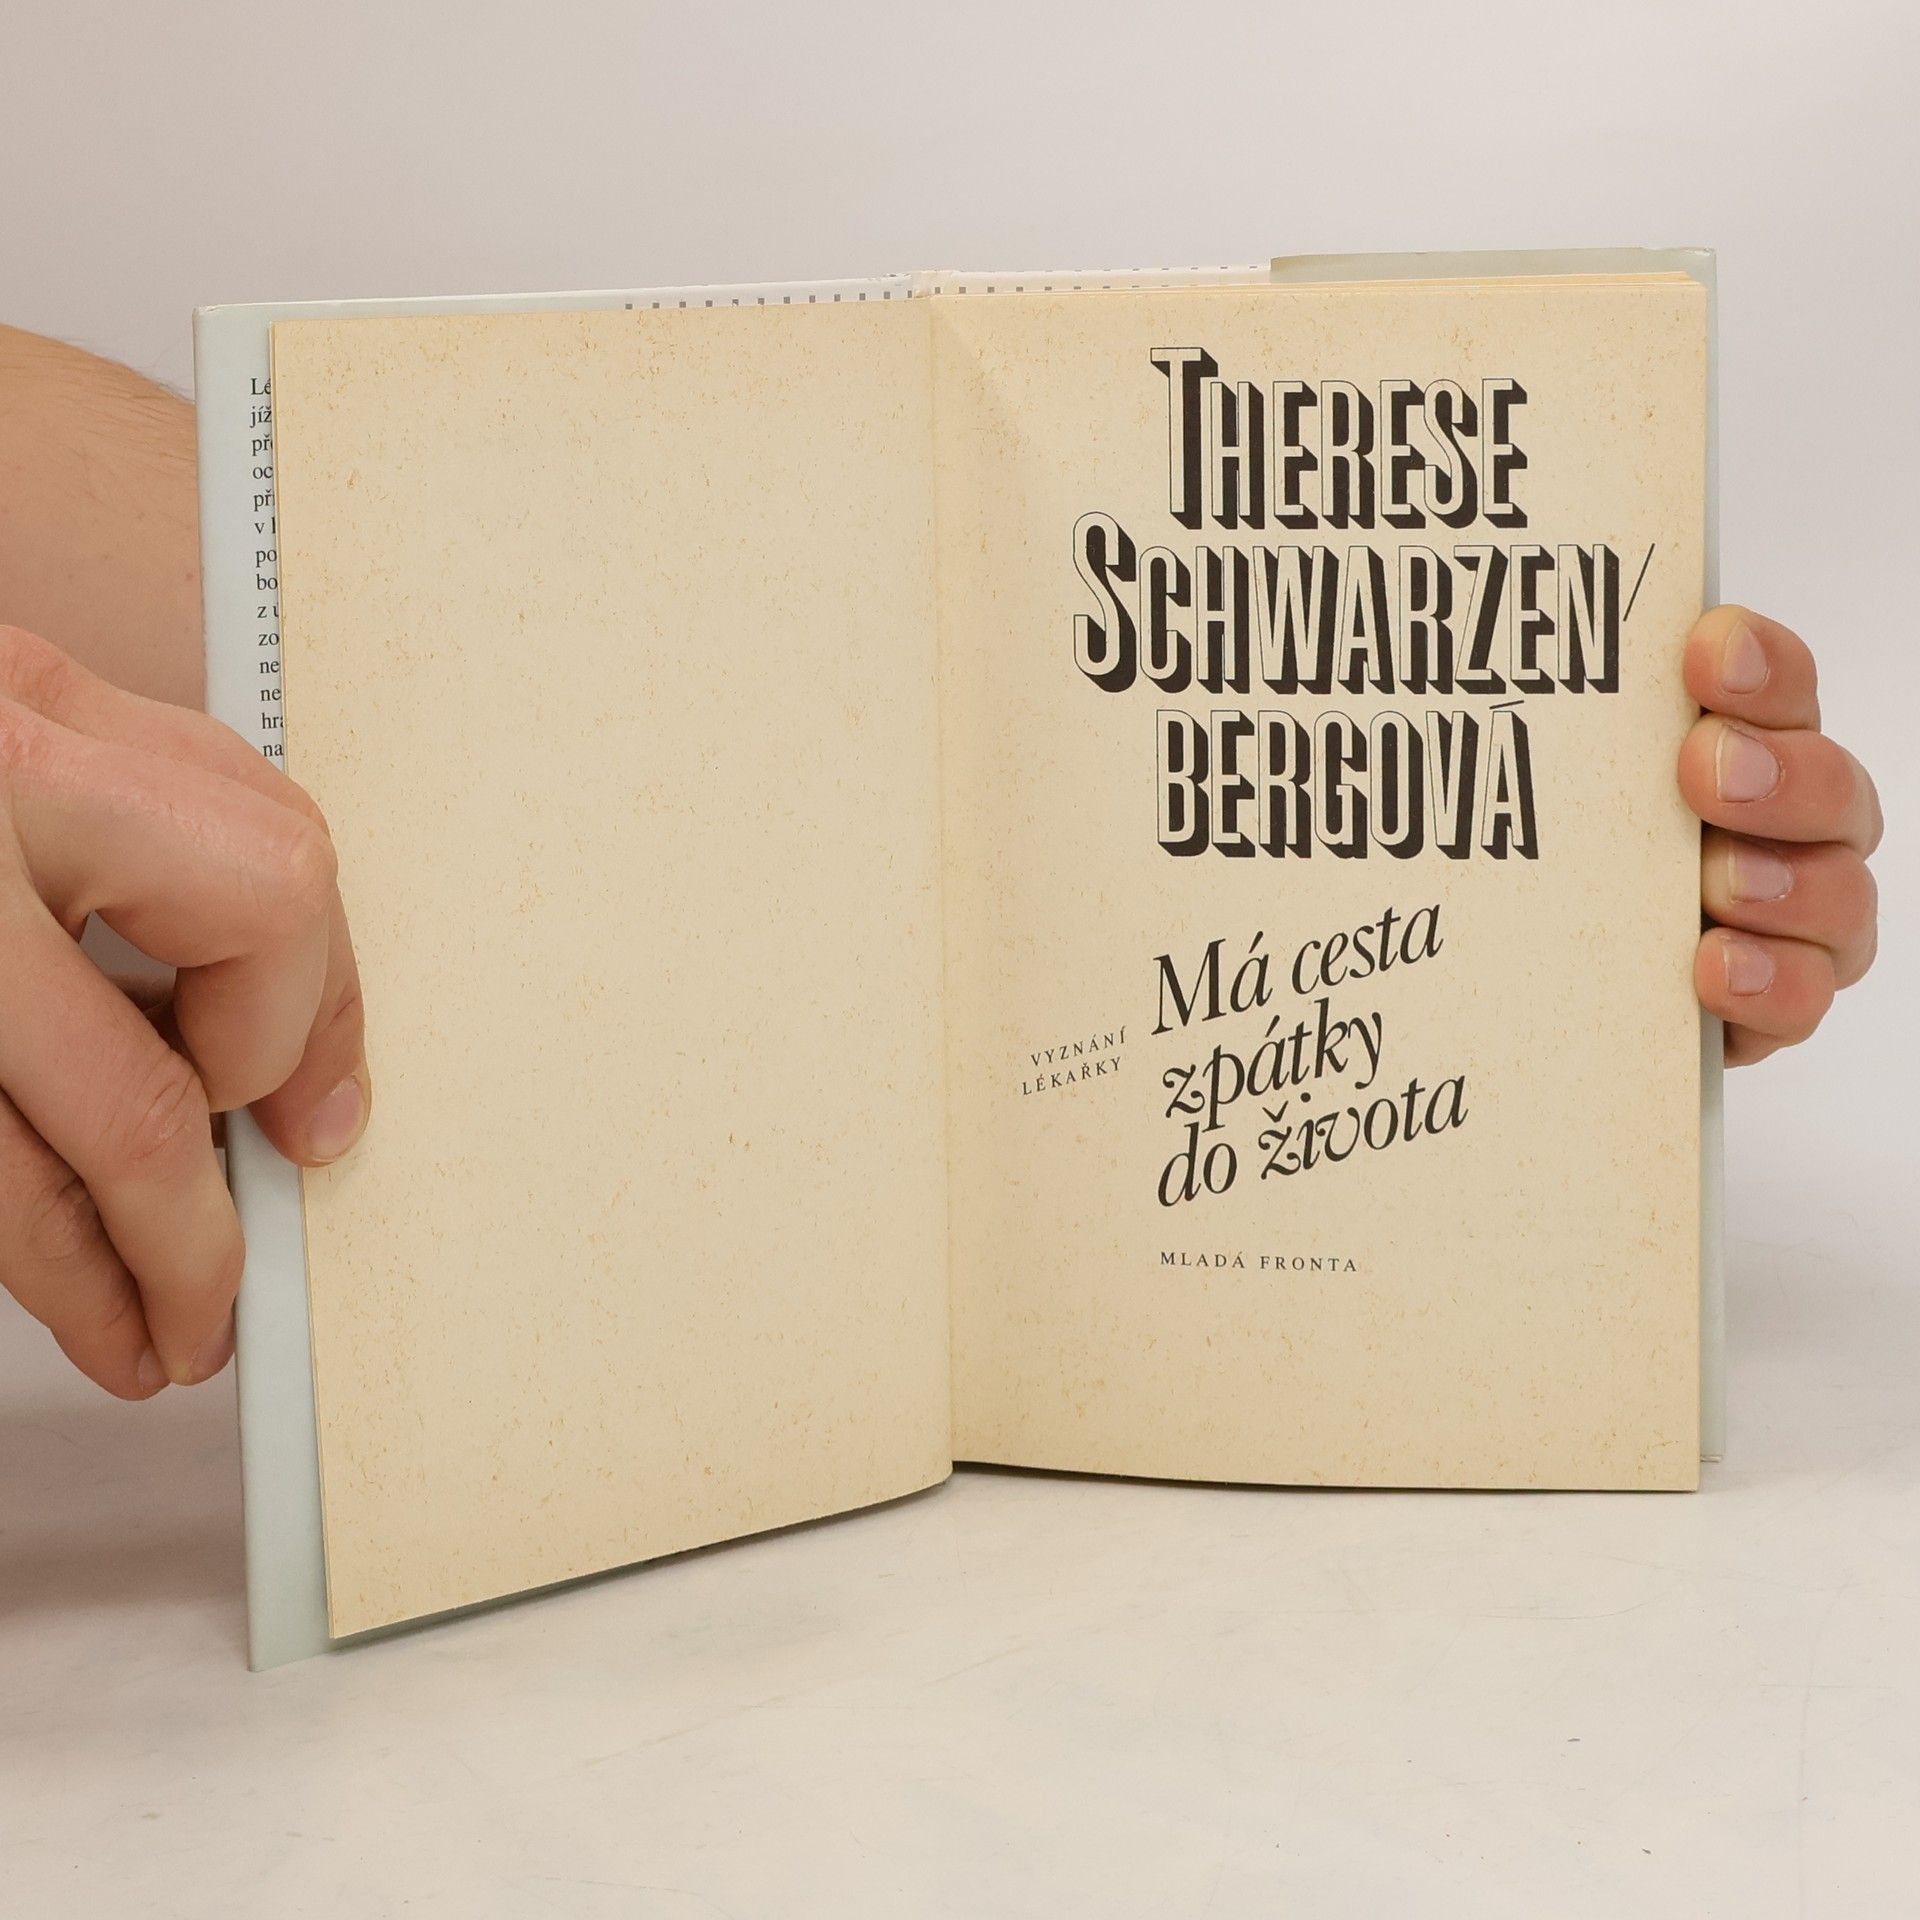 THERESE
SCHWARZEN/
BERGOVÁ
Má cesta
zpátky
do života
VYZNÁNÍ
LÉKAŘKY
MLADÁ FRONTA